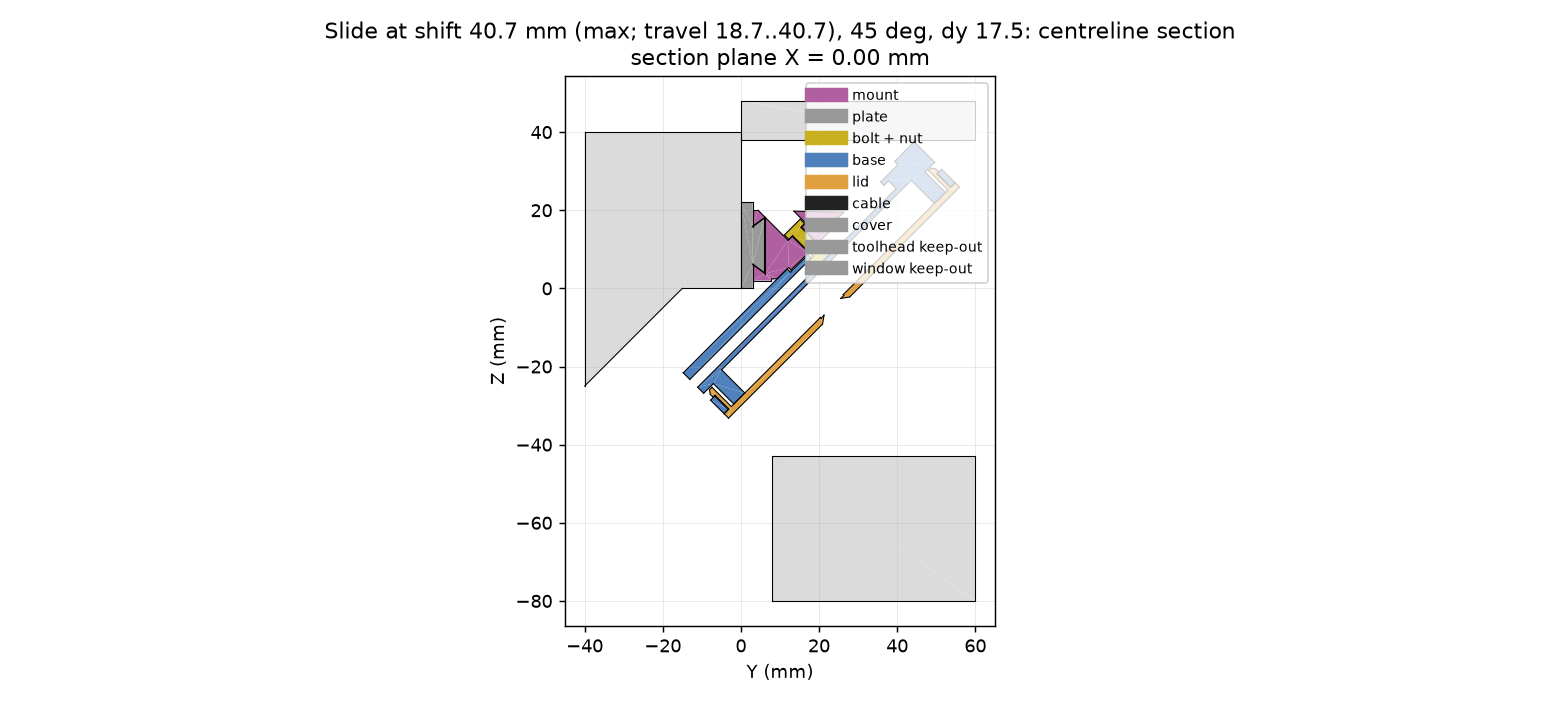 Slide at shift 40.7 mm (max; travel 18.7..40.7), 45 deg, dy 17.5: centreline section
section plane X = 0.00 mm
mount
plate
bolt + nut
base
lid
cable
cover
toolhead keep-out
window keep-out
40
20
0
−20
−40
−60
−80
Z (mm)
−40
−20
0
20
40
60
Y (mm)